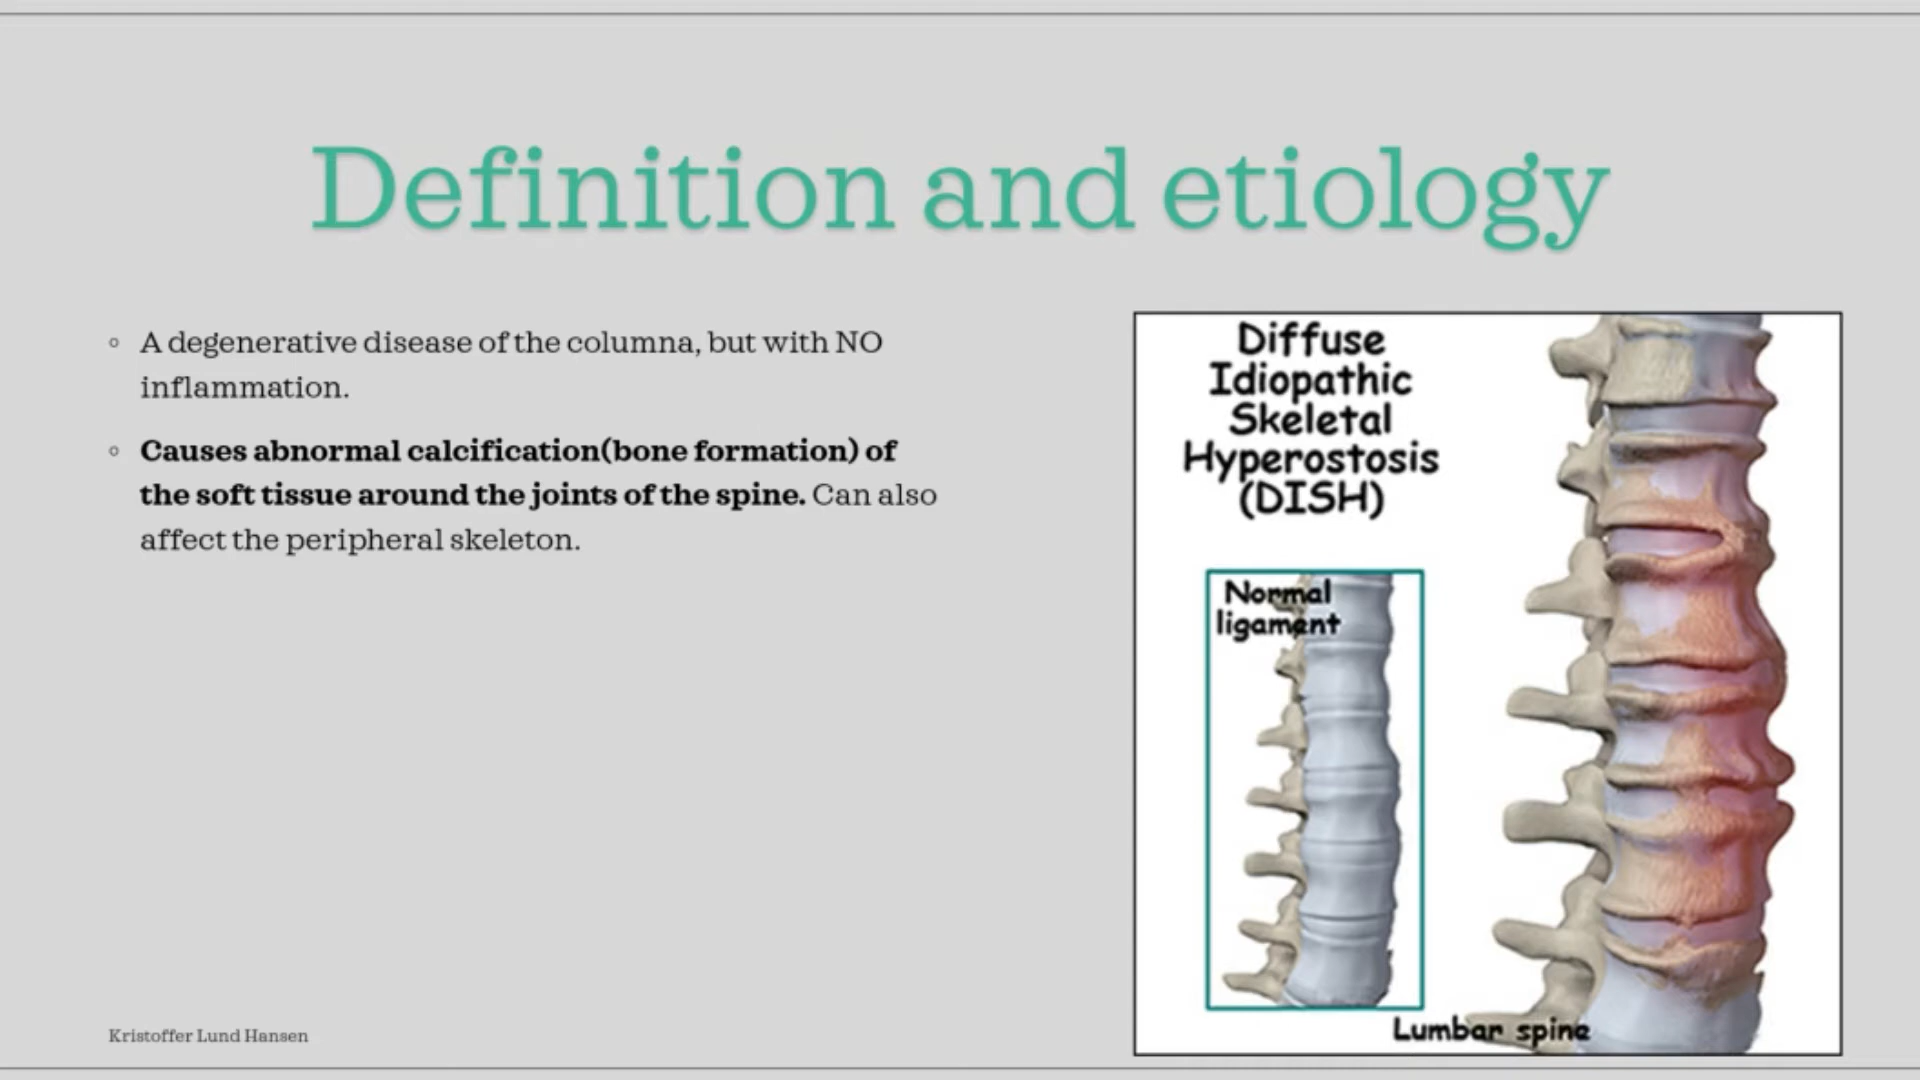 Definition and etiology
◦ A degenerative disease of the columna, but with NO
inflammation.
◦ Causes abnormal calcification(bone formation) of
the soft tissue around the joints of the spine. Can also
affect the peripheral skeleton.
Diffuse
Idiopathic
Skeletal
Hyperostosis
(DISH)
Normal
ligament
Lumbar spine
Kristoffer Lund Hansen